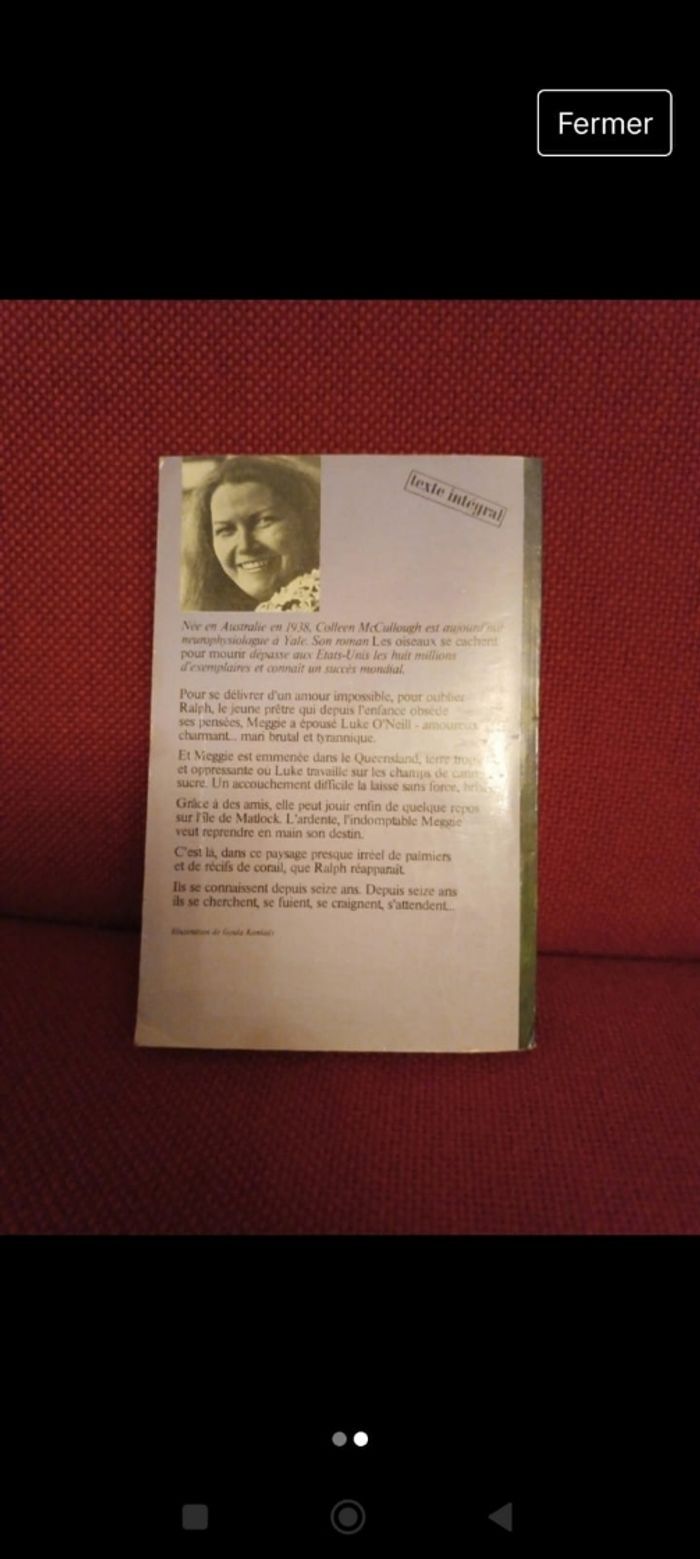 Fermer
texte intégral
Née en Australie en 1938, Colleen McCullough est aujourd'hui
neurophysiologue à Yale. Son roman Les oiseaux se cachent
pour mourir dépasse aux États-Unis les huit millions
d'exemplaires et connaît un succès mondial.
Pour se délivrer d'un amour impossible, pour oublier
Ralph, le jeune prêtre qui depuis l'enfance obsède
ses pensées, Meggie a épousé Luke O'Neill - amoureux
charmant... mari brutal et tyrannique.
Et Meggie est emmenée dans le Queensland, terre
et oppressante où Luke travaille sur les champs de canne
sucre. Un accouchement difficile la laisse sans force,
Grâce à des amis, elle peut jouir enfin de quelque repos
sur l'île de Matlock. L'ardente, l'indomptable Meggie
veut reprendre en main son destin.
C'est là, dans ce paysage presque irréel de palmiers
et de récifs de corail, que Ralph réapparaît.
Ils se connaissent depuis seize ans. Depuis seize ans
ils se cherchent, se fuient, se craignent, s'attendent...
Illustration de